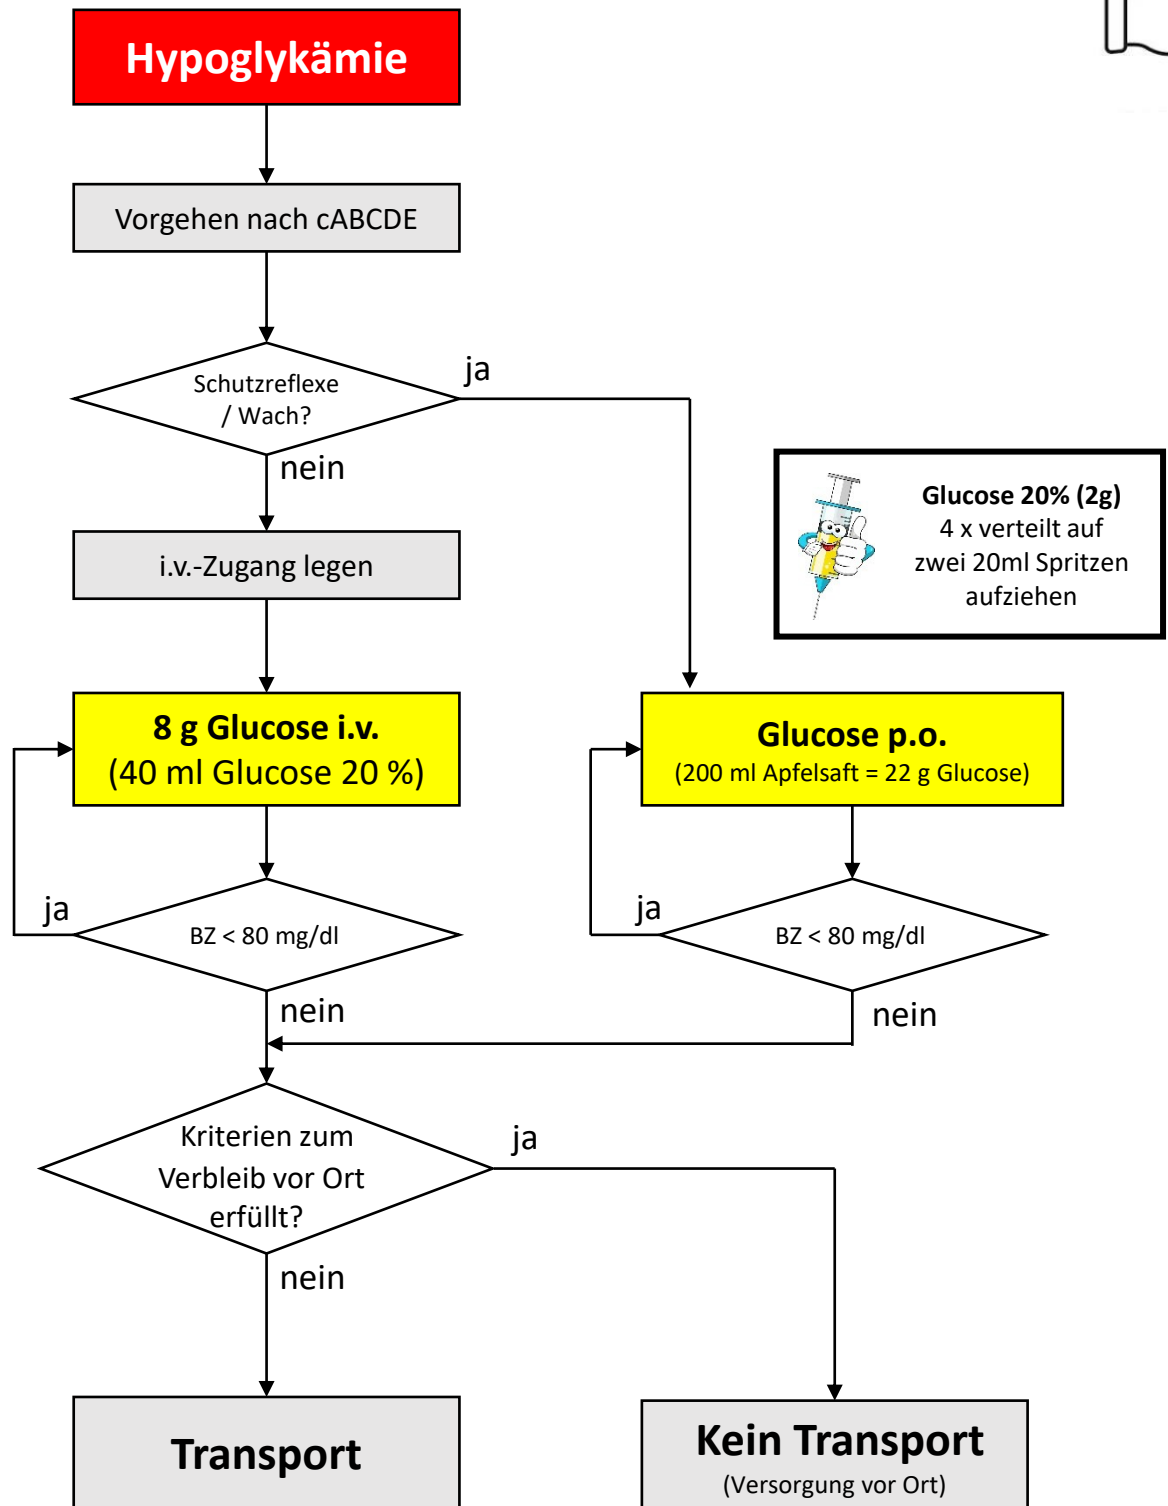 Hypoglykämie
Vorgehen nach cABCDE
Schutzreflexe
/ Wach?
ja
nein
Glucose 20% (2g)
4 x verteilt auf
zwei 20ml Spritzen
aufziehen
i.v.-Zugang legen
8 g Glucose i.v.
(40 ml Glucose 20 %)
Glucose p.o.
(200 ml Apfelsaft = 22 g Glucose)
ja
BZ < 80 mg/dl
nein
ja
BZ < 80 mg/dl
nein
Kriterien zum
Verbleib vor Ort
erfüllt?
ja
nein
Transport
Kein Transport
(Versorgung vor Ort)